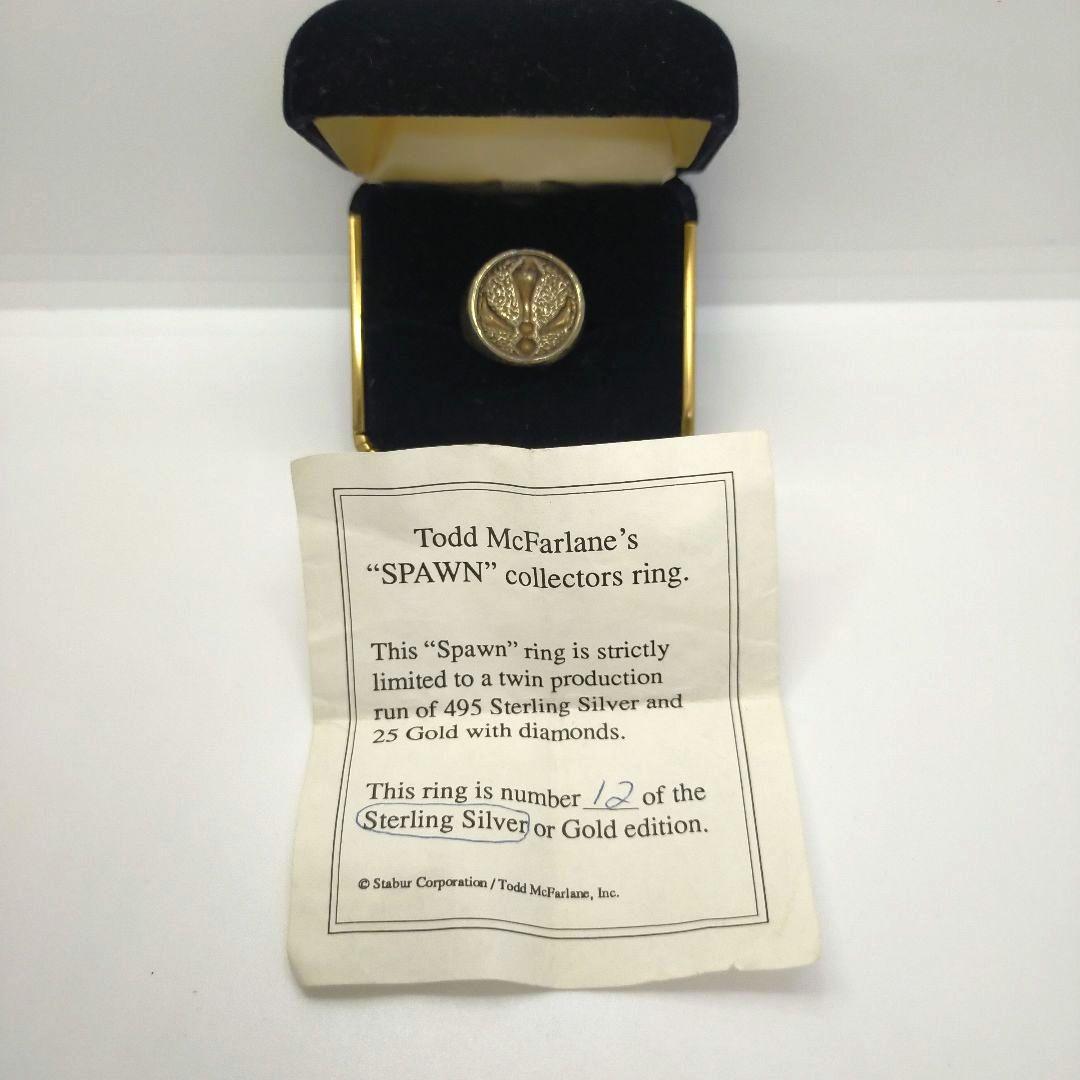 Todd McFarlane's
“SPAWN” collectors ring.
This “Spawn” ring is strictly
limited to a twin production
run of 495 Sterling Silver and
25 Gold with diamonds.
This ring is number 12 of the
Sterling Silver or Gold edition.
© Stabur Corporation / Todd McFarlane, Inc.